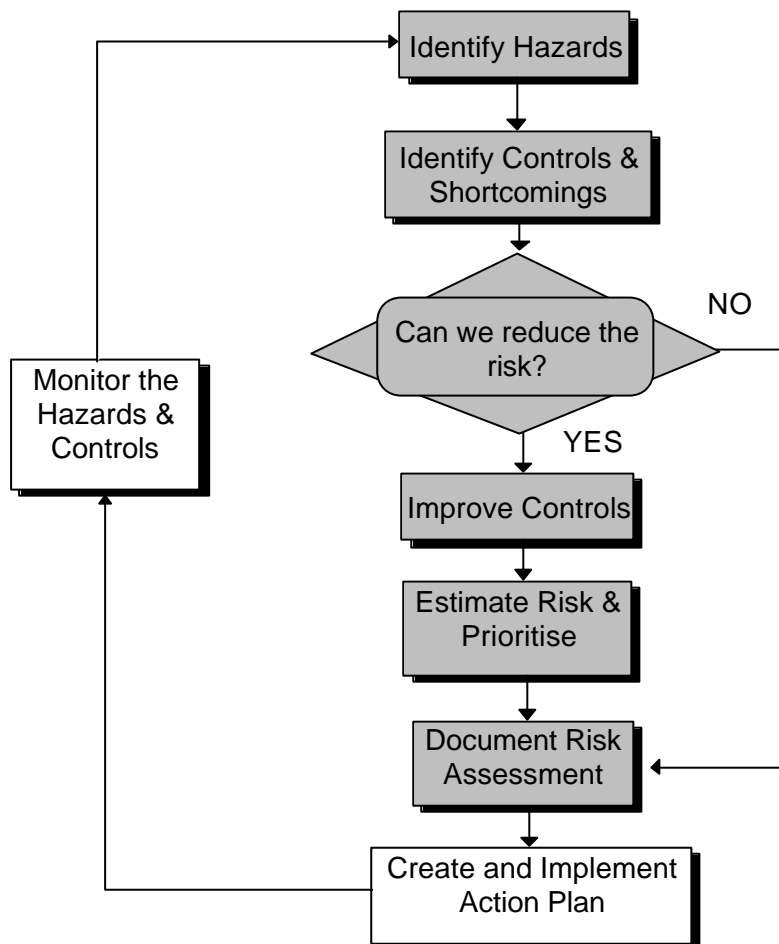 Identify Hazards
Identify Controls &
Shortcomings
NO
Can we reduce the
risk?
Monitor the
Hazards &
Controls
YES
Improve Controls
Estimate Risk &
Prioritise
Document Risk
Assessment
Create and Implement
Action Plan